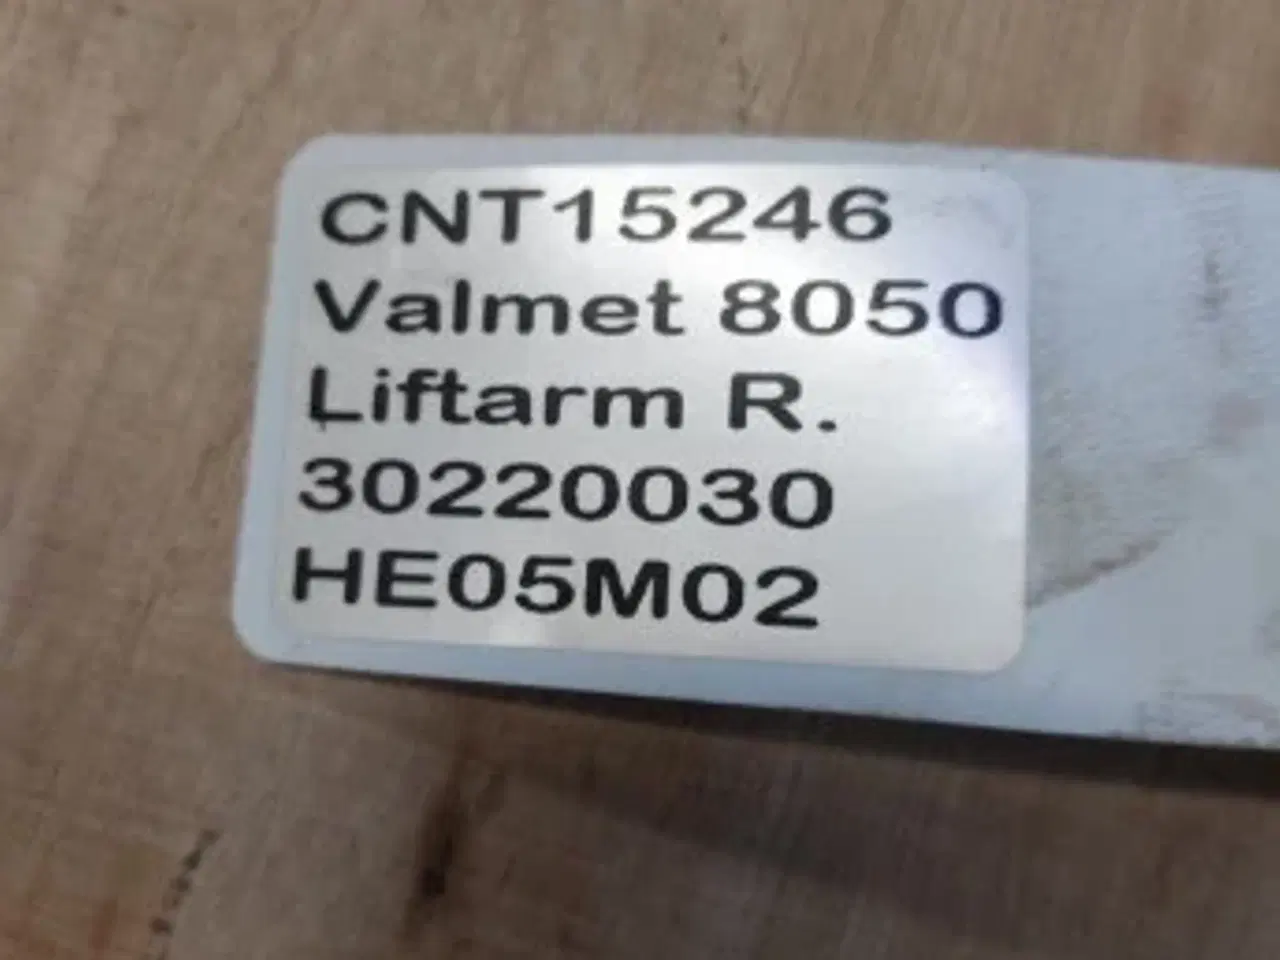 CNT15246
Valmet 8050
Liftarm R.
30220030
HE05M02